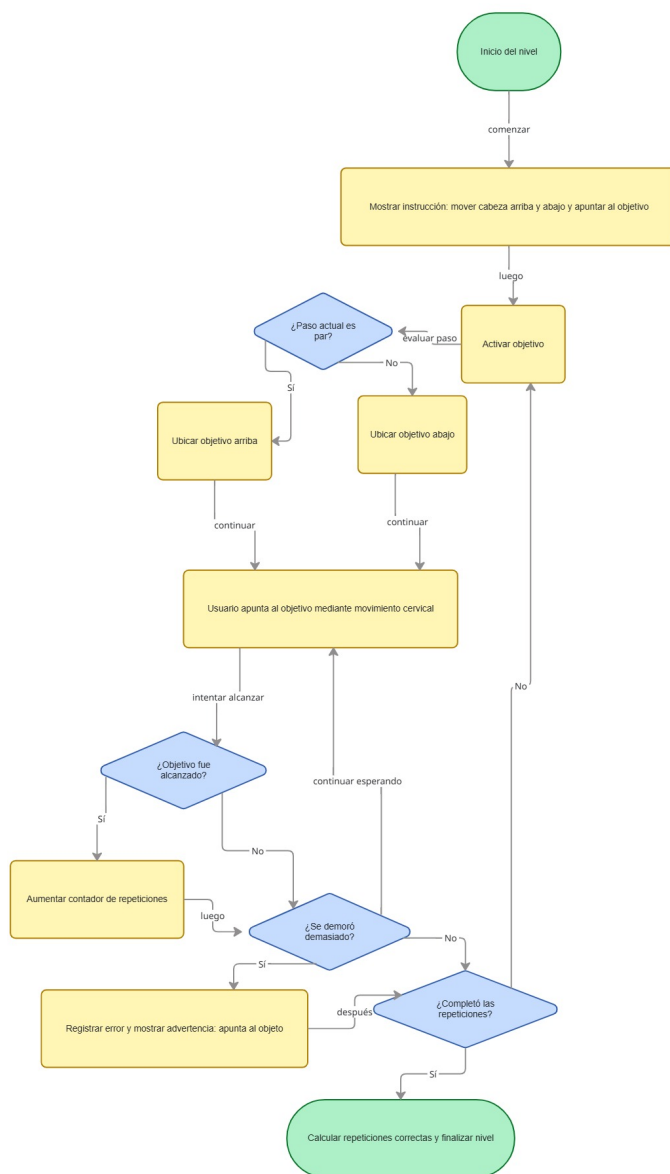 Inicio del nivel
comenzar
Mostrar instrucción: mover cabeza arriba y abajo y apuntar al objetivo
luego
¿Paso actual es
par?
evaluar paso
Activar objetivo
No
Sí
Ubicar objetivo arriba
Ubicar objetivo abajo
continuar
continuar
Usuario apunta al objetivo mediante movimiento cervical
No
intentar alcanzar
¿Objetivo fue
alcanzado?
continuar esperando
Sí
No
Aumentar contador de repeticiones
luego
¿Se demoró
demasiado?
No
Sí
¿Completó las
repeticiones?
Registrar error y mostrar advertencia: apunta al objeto
después
Sí
Calcular repeticiones correctas y finalizar nivel